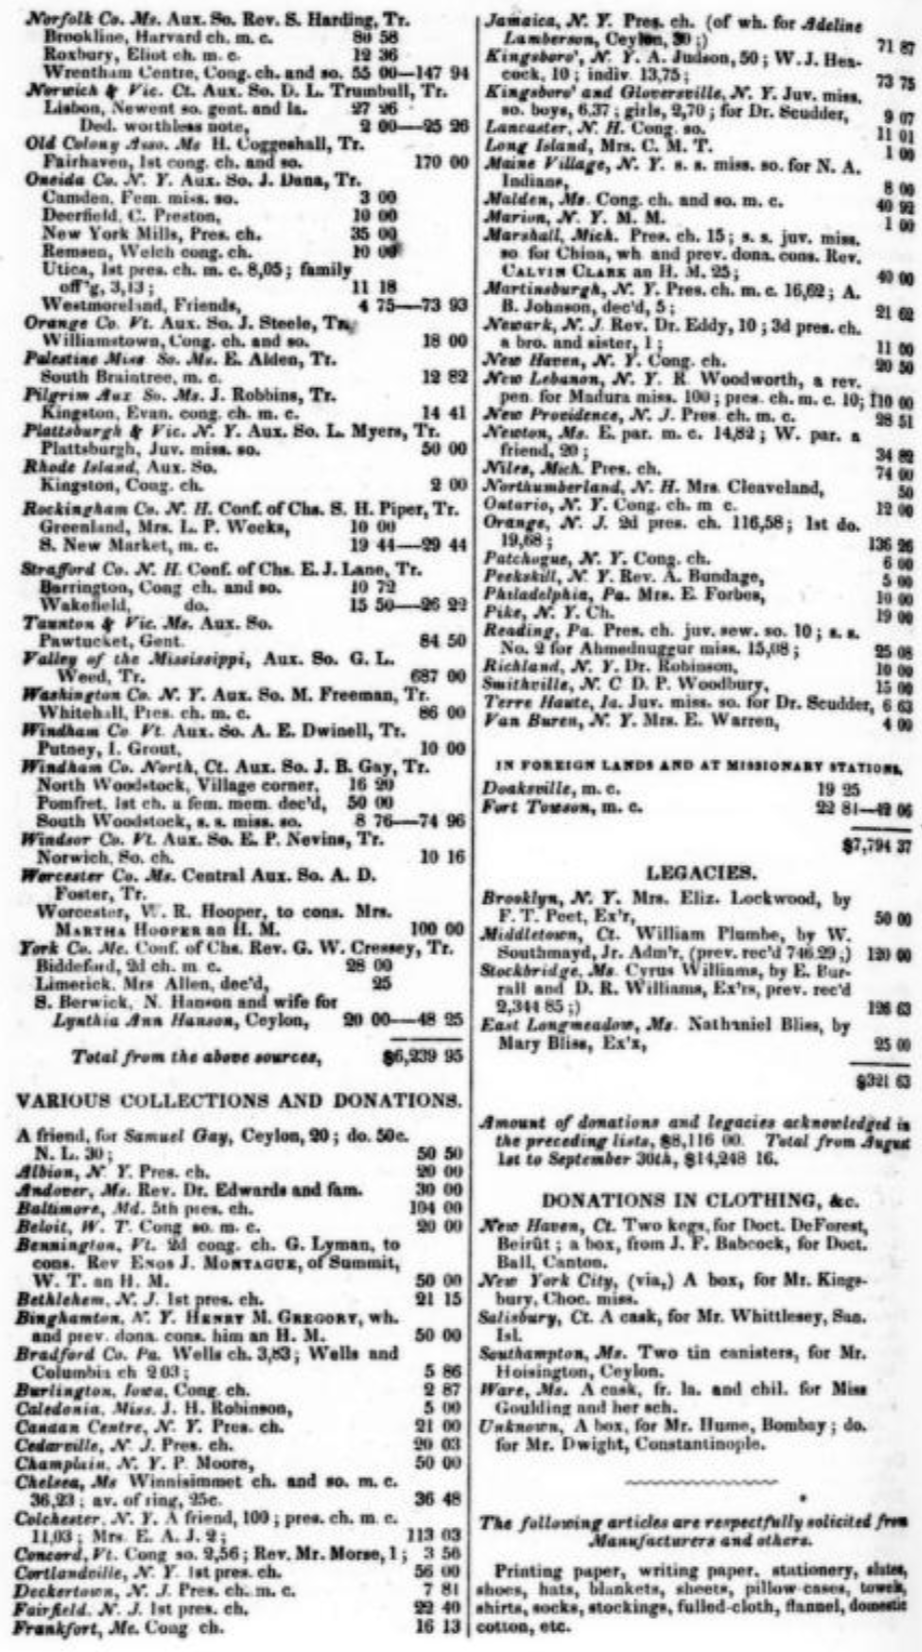 Norfolk Co. Ms. Aux. So. Rev. S. Harding, Tr.
Brookline, Harvard ch. m. c. 80 58
Roxbury, Eliot ch. m. c. 12 36
Wrentham Centre, Cong. ch. and so. 55 00—147 94
Norwich & Vic. Ct. Aux. So. D. L. Trumbull, Tr.
Lisbon, Newent so. gent. and la. 27 26
Ded. worthless note, 2 00—25 26
Old Colony Asso. Ms H. Coggeshall, Tr.
Fairhaven, 1st cong. ch. and so. 170 00
Oneida Co. N. Y. Aux. So. J. Dana, Tr.
Camden, Fem. miss. so. 3 00
Deerfield, C. Preston, 10 00
New York Mills, Pres. ch. 35 00
Remsen, Welch cong. ch. 10 00
Utica, 1st pres. ch. m. c. 8,05; family
off'g, 3,13; 11 18
Westmoreland, Friends, 4 75—73 93
Orange Co. Vt. Aux. So. J. Steele, Tr.
Williamstown, Cong. ch. and so. 18 00
Palestine Miss So. Ms. E. Alden, Tr.
South Braintree, m. c. 12 82
Pilgrim Aux So. Ms. J. Robbins, Tr.
Kingston, Evan. cong. ch. m. c. 14 41
Plattsburgh & Vic. N. Y. Aux. So. L. Myers, Tr.
Plattsburgh, Juv. miss. so. 50 00
Rhode Island, Aux. So.
Kingston, Cong. ch. 2 00
Rockingham Co. N. H. Conf. of Chs. S. H. Piper, Tr.
Greenland, Mrs. L. P. Weeks, 10 00
S. New Market, m. c. 19 44—29 44
Strafford Co. N. H. Conf. of Chs. E. J. Lane, Tr.
Barrington, Cong ch. and so. 10 72
Wakefield, do. 15 50—26 22
Taunton & Vic. Ms. Aux. So.
Pawtucket, Gent. 84 50
Valley of the Mississippi, Aux. So. G. L.
Weed, Tr. 687 00
Washington Co. N. Y. Aux. So. M. Freeman, Tr.
Whitehall, Pres. ch. m. c. 86 00
Windham Co Vt. Aux. So. A. E. Dwinell, Tr.
Putney, I. Grout, 10 00
Windham Co. North, Ct. Aux. So. J. B. Gay, Tr.
North Woodstock, Village corner, 16 20
Pomfret, 1st ch. a fem. mem. dec'd, 50 00
South Woodstock, s. s. miss. so. 8 76—74 96
Windsor Co. Vt. Aux. So. E. P. Nevins, Tr.
Norwich, So. ch. 10 16
Worcester Co. Ms. Central Aux. So. A. D.
Foster, Tr.
Worcester, W. R. Hooper, to cons. Mrs.
MARTHA HOOPER an H. M. 100 00
York Co. Me. Conf. of Chs. Rev. G. W. Cressey, Tr.
Biddeford, 2d ch. m c. 28 00
Limerick, Mrs Allen, dec'd, 25
S. Berwick, N. Hanson and wife for
Lynthia Ann Hanson, Ceylon, 20 00—48 25
Total from the above sources, $6,239 95
VARIOUS COLLECTIONS AND DONATIONS.
A friend, for Samuel Gay, Ceylon, 20; do. 50c.
N. L. 30; 50 50
Albion, N Y. Pres. ch. 20 00
Andover, Ms. Rev. Dr. Edwards and fam. 30 00
Baltimore, Md. 5th pres. ch. 104 00
Beloit, W. T. Cong so. m. c. 20 00
Bennington, Vt. 2d cong. ch. G. Lyman, to
cons. Rev ENOS J. MONTAGUE, of Summit,
W. T. an H. M. 50 00
Bethlehem, N. J. 1st pres. ch. 21 15
Binghamton, N. Y. HENRY M. GREGORY, wh.
and prev. dona. cons. him an H. M. 50 00
Bradford Co. Pa. Wells ch. 3,83; Wells and
Columbia ch 2 03; 5 86
Burlington, Iowa, Cong. ch. 2 87
Caledonia, Miss. J. H. Robinson, 5 00
Canaan Centre, N. Y. Pres. ch. 21 00
Cedarville, N. J. Pres. ch. 20 03
Champlain, N. Y. P. Moore, 50 00
Chelsea, Ms Winnisimmet ch. and so. m. c.
36,23; av. of ring, 25c. 36 48
Colchester, N. Y. A friend, 100; pres. ch. m. c.
11,03; Mrs. E. A. J. 2; 113 03
Concord, Vt. Cong so. 2,56; Rev. Mr. Morse, 1; 3 56
Cortlandville, N. Y. 1st pres. ch. 56 00
Deckertown, N. J. Pres. ch. m. c. 7 81
Fairfield, N. J. 1st pres. ch. 22 40
Frankfort, Me. Cong ch. 16 13
Jamaica, N. Y. Pres. ch. (of wh. for Adeline
Lamberson, Ceylon, 30;) 71 87
Kingsboro', N. Y. A. Judson, 50; W. J. Hea-
cock, 10; indiv. 13,75; 73 75
Kingsboro' and Gloversville, N. Y. Juv. miss.
so. boys, 6,37; girls, 2,70; for Dr. Scudder, 9 07
Lancaster, N. H. Cong. so. 11 01
Long Island, Mrs. C. M. T. 1 00
Maine Village, N. Y. s. s. miss. so. for N. A.
Indians, 8 00
Malden, Ms. Cong. ch. and so. m. c. 40 92
Marion, N. Y. M. M. 1 00
Marshall, Mich. Pres. ch. 15; s. s. juv. miss.
so for China, wh and prev. dona. cons. Rev.
CALVIN CLARK an H. M. 25; 40 00
Martinsburgh, N. Y. Pres. ch. m. c. 16,62; A.
B. Johnson, dec'd, 5; 21 62
Newark, N. J. Rev. Dr. Eddy, 10; 3d pres. ch.
a bro. and sister, 1; 11 00
New Haven, N. Y. Cong. ch. 20 50
New Lebanon, N. Y. R Woodworth, a rev.
pen. for Madura miss. 100; pres. ch. m. c. 10; 110 00
New Providence, N. J. Pres ch. m. c. 28 51
Newton, Ms. E. par. m. c. 14,82; W. par. a
friend, 20; 34 82
Niles, Mich. Pres. ch. 74 00
Northumberland, N. H. Mrs Cleaveland, 50
Ontario, N. Y. Cong. ch. m c. 12 00
Orange, N. J. 2d pres. ch. 116,58; 1st do.
19,68; 136 26
Patchogue, N. Y. Cong. ch. 6 00
Peekskill, N. Y. Rev. A. Bundage, 5 00
Philadelphia, Pa. Mrs. E. Forbes, 10 00
Pike, N. Y. Ch. 19 00
Reading, Pa. Pres. ch. juv. sew. so. 10; s. s.
No. 2 for Ahmednuggur miss. 15,08; 25 08
Richland, N. Y. Dr. Robinson, 10 00
Smithville, N. C D. P. Woodbury, 15 00
Terre Haute, Ia. Juv. miss. so. for Dr. Scudder, 6 63
Van Buren, N. Y. Mrs. E. Warren, 4 00
IN FOREIGN LANDS AND AT MISSIONARY STATIONS.
Doaksville, m. c. 19 25
Fort Towson, m. c. 22 81—42 06
$7,794 37
LEGACIES.
Brooklyn, N. Y. Mrs. Eliz. Lockwood, by
F. T. Peet, Ex'r, 50 00
Middletown, Ct. William Plumbe, by W.
Southmayd, Jr. Adm'r, (prev. rec'd 746 29;) 120 00
Stockbridge, Ms. Cyrus Williams, by E. Bur-
rall and D. R. Williams, Ex'rs, prev. rec'd
2,344 85;) 126 63
East Longmeadow, Ms. Nathaniel Bliss, by
Mary Bliss, Ex'x, 25 00
$321 63
Amount of donations and legacies acknowledged in
the preceding lists, $8,116 00. Total from August
1st to September 30th, $14,248 16.
DONATIONS IN CLOTHING, &c.
New Haven, Ct. Two kegs, for Doct. DeForest,
Beirût; a box, from J. F. Babcock, for Doct.
Ball, Canton.
New York City, (via,) A box, for Mr. Kings-
bury, Choc. miss.
Salisbury, Ct. A cask, for Mr. Whittlesey, San.
Isl.
Southampton, Ms. Two tin canisters, for Mr.
Hoisington, Ceylon.
Ware, Ms. A cask, fr. la. and chil. for Miss
Goulding and her sch.
Unknown, A box, for Mr. Hume, Bombay; do.
for Mr. Dwight, Constantinople.
The following articles are respectfully solicited from
Manufacturers and others.
Printing paper, writing paper, stationery, slates,
shoes, hats, blankets, sheets, pillow cases, towels,
shirts, socks, stockings, fulled-cloth, flannel, domestic
cotton, etc.